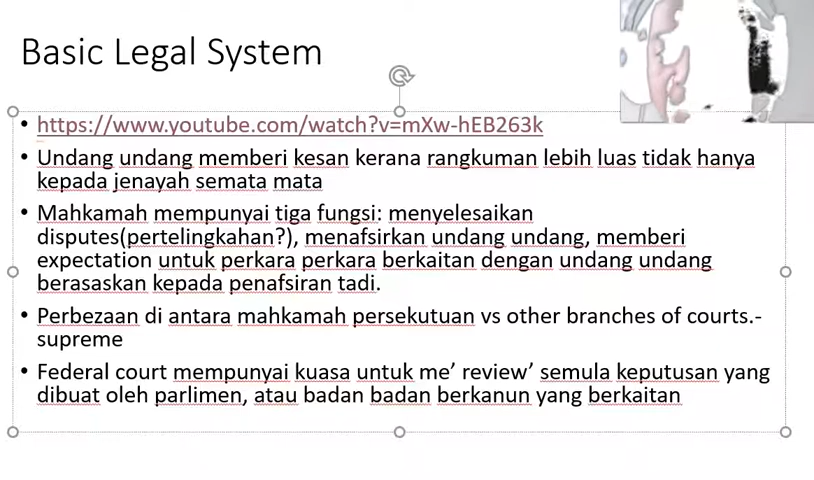 Basic Legal System
• https://www.youtube.com/watch?v=mXw-hEB263k
• Undang undang memberi kesan kerana rangkuman lebih luas tidak hanya
kepada jenayah semata mata
• Mahkamah mempunyai tiga fungsi: menyelesaikan
disputes(pertelingkahan?), menafsirkan undang undang, memberi
expectation untuk perkara perkara berkaitan dengan undang undang
berasaskan kepada penafsiran tadi.
• Perbezaan di antara mahkamah persekutuan vs other branches of courts.-
supreme
• Federal court mempunyai kuasa untuk me’ review’ semula keputusan yang
dibuat oleh parlimen, atau badan badan berkanun yang berkaitan